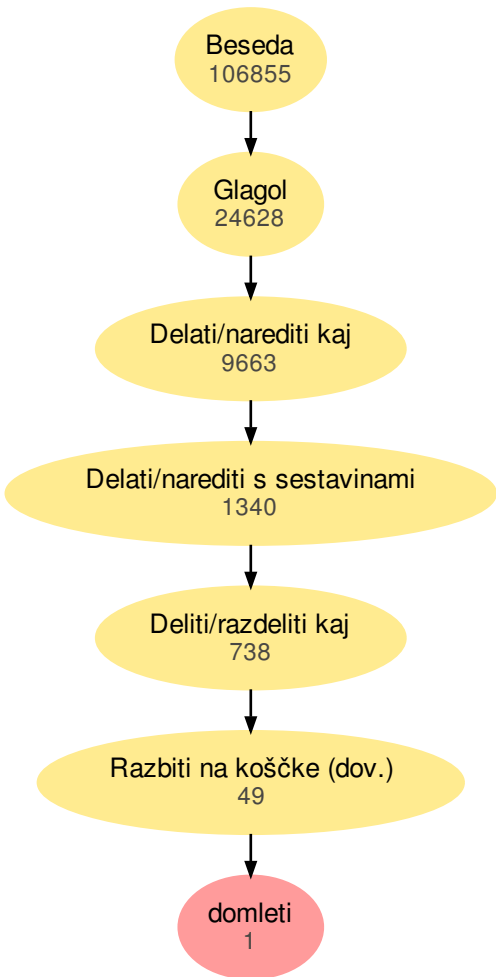 Beseda
106855
Glagol
24628
Delati/narediti kaj
9663
Delati/narediti s sestavinami
1340
Deliti/razdeliti kaj
738
Razbiti na koščke (dov.)
49
domleti
1